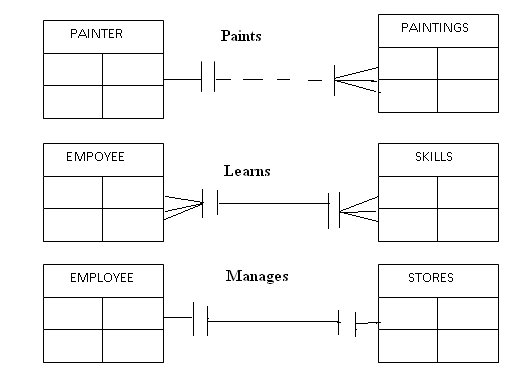 PAINTER
Paints
PAINTINGS
EMPOYEE
Learns
SKILLS
EMPLOYEE
Manages
STORES